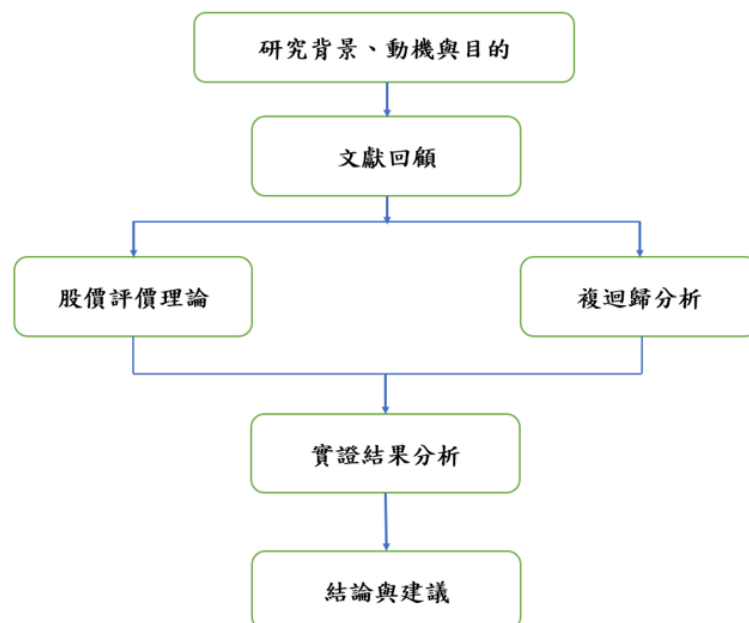 研究背景、動機與目的
文獻回顧
股價評價理論
複迴歸分析
實證結果分析
結論與建議